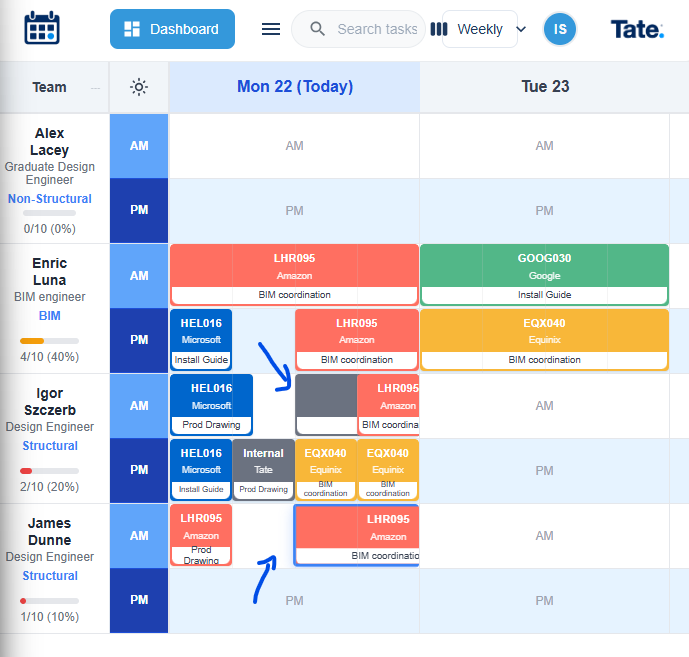 Dashboard
Search tasks
Weekly
IS
Tate.
Team
Mon 22 (Today)
Tue 23
Alex
Lacey
Graduate Design
Engineer
Non-Structural
0/10 (0%)
AM
AM
AM
PM
PM
PM
Enric
Luna
BIM engineer
BIM
4/10 (40%)
AM
LHR095
Amazon
BIM coordination
GOOG030
Google
Install Guide
PM
HEL016
Microsoft
Install Guide
LHR095
Amazon
BIM coordination
EQX040
Equinix
BIM coordination
Igor
Szczerb
Design Engineer
Structural
2/10 (20%)
AM
HEL016
Microsoft
Prod Drawing
LHR095
Amazon
BIM coordina
AM
PM
HEL016
Microsoft
Install Guide
Internal
Tate
Prod Drawing
EQX040
Equinix
BIM
coordination
EQX040
Equinix
BIM
coordination
PM
James
Dunne
Design Engineer
Structural
1/10 (10%)
AM
LHR095
Amazon
Prod
Drawing
LHR095
Amazon
BIM coordinatio
AM
PM
PM
PM